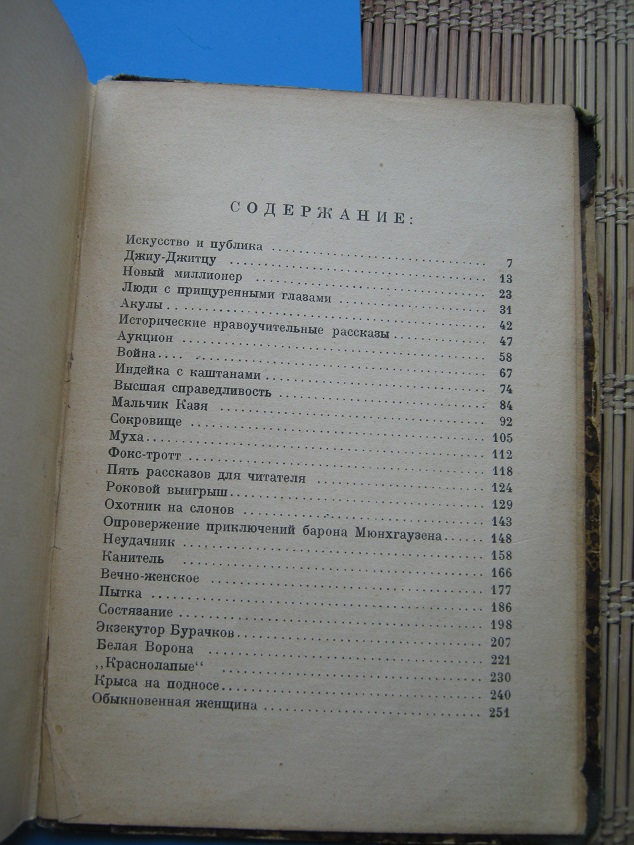 СОДЕРЖАНИЕ:
Искусство и публика ........ 7
Джиу-Джитцу ........ 13
Новый миллионер ........ 23
Люди с прищуренными глазами ........ 31
Акулы ........ 42
Исторические нравоучительные рассказы ........ 47
Аукцион ........ 58
Война ........ 67
Индейка с каштанами ........ 74
Высшая справедливость ........ 84
Мальчик Казя ........ 92
Сокровище ........ 105
Муха ........ 112
Фокс-тротт ........ 118
Пять рассказов для читателя ........ 124
Роковой выигрыш ........ 129
Охотник на слонов ........ 143
Опровержение приключений барона Мюнхгаузена ........ 148
Неудачник ........ 158
Канитель ........ 166
Вечно-женское ........ 177
Пытка ........ 186
Состязание ........ 198
Экзекутор Бурачков ........ 207
Белая Ворона ........ 221
„Краснолапые“ ........ 230
Крыса на подносе ........ 240
Обыкновенная женщина ........ 251